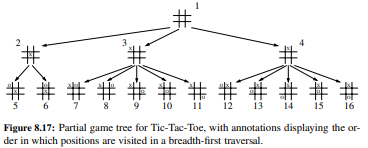 1
2 3 4
5 6 7 8 9 10 11 12 13 14 15 16
Figure 8.17: Partial game tree for Tic-Tac-Toe, with annotations displaying the or-
der in which positions are visited in a breadth-first traversal.